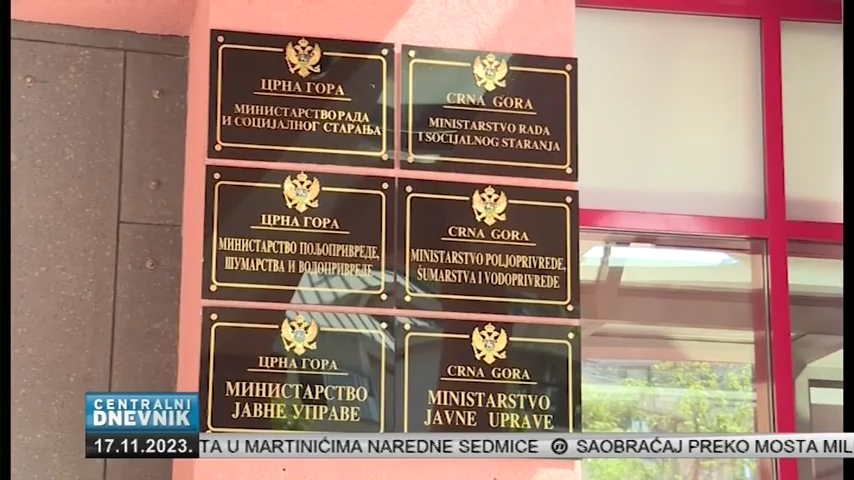 ЦРНА ГОРА
МИНИСТАРСТВО РАДА
И СОЦИЈАЛНОГ СТАРАЊА
CRNA GORA
MINISTARSTVO RADA
I SOCIJALNOG STARANJA
ЦРНА ГОРА
МИНИСТАРСТВО ПОЉОПРИВРЕДЕ,
ШУМАРСТВА И ВОДОПРИВРЕДЕ
CRNA GORA
MINISTARSTVO POLJOPRIVREDE,
ŠUMARSTVA I VODOPRIVREDE
ЦРНА ГОРА
МИНИСТАРСТВО
ЈАВНЕ УПРАВЕ
CRNA GORA
MINISTARSTVO
JAVNE UPRAVE
CENTRALNI
DNEVNIK
17.11.2023. TA U MARTINIĆIMA NAREDNE SEDMICE SAOBRAĆAJ PREKO MOSTA MIL